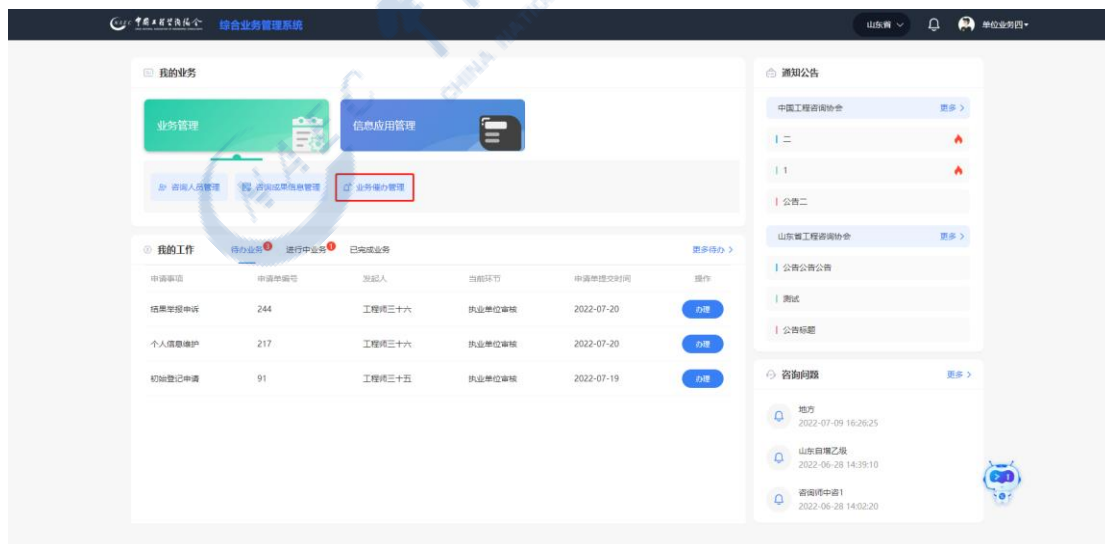 中国工程咨询协会 综合业务管理系统 山东省 单位业务四
我的业务
业务管理 信息应用管理
咨询人员管理 咨询成果信息管理 业务催办管理
我的工作 待办业务3 进行中业务1 已完成业务 更多待办 >
申请事项 申请单编号 发起人 当前环节 申请单提交时间 操作
结果举报申诉 244 工程师三十六 执业单位审核 2022-07-20 办理
个人信息维护 217 工程师三十六 执业单位审核 2022-07-20 办理
初始登记申请 91 工程师三十五 执业单位审核 2022-07-19 办理
通知公告
中国工程咨询协会 更多 >
二
1
公告二
山东省工程咨询协会 更多 >
公告公告公告
测试
公告标题
咨询问题 更多 >
地方
2022-07-09 16:26:25
山东自增乙级
2022-06-28 14:39:10
咨询师中咨1
2022-06-28 14:02:20
CHINA NATIO